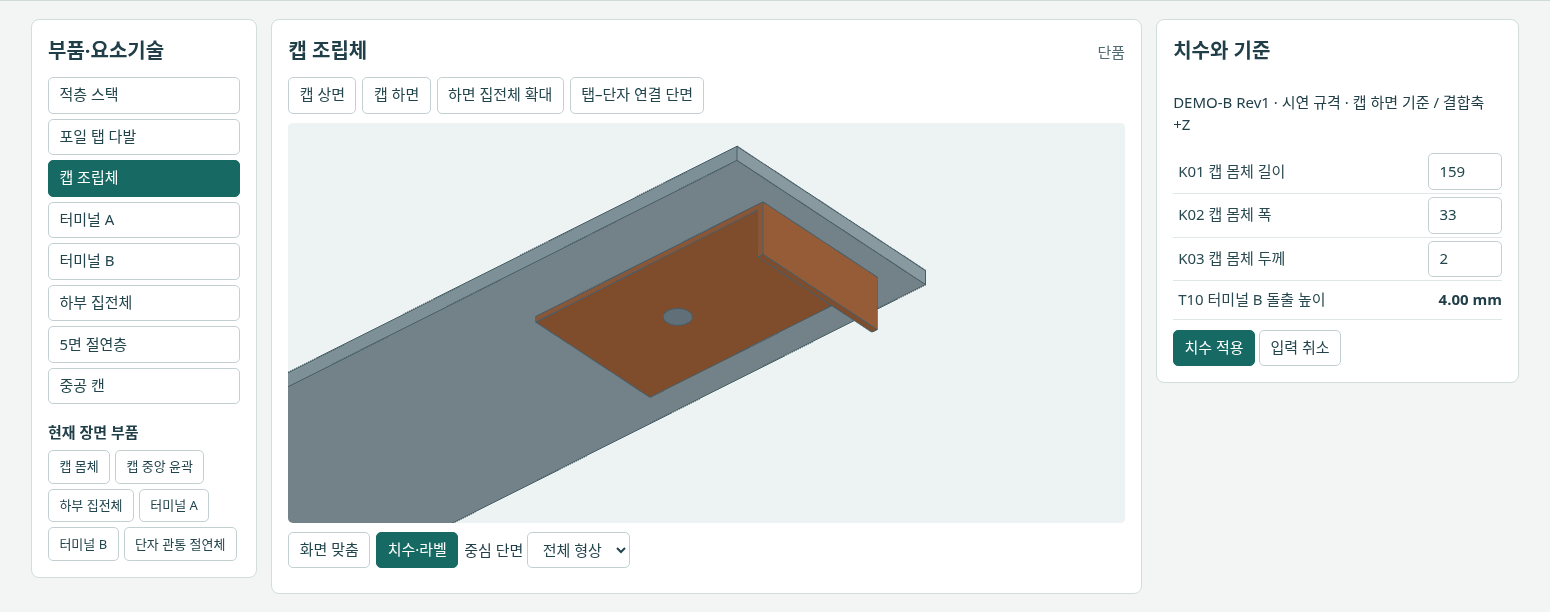 부품·요소기술
적층 스택
포일 탭 다발
캡 조립체
터미널 A
터미널 B
하부 집전체
5면 절연층
중공 캔
현재 장면 부품
캡 몸체
캡 중앙 윤곽
하부 집전체
터미널 A
터미널 B
단자 관통 절연체
캡 조립체
단품
캡 상면
캡 하면
하면 집전체 확대
탭–단자 연결 단면
화면 맞춤
치수·라벨
중심 단면
전체 형상
치수와 기준
DEMO-B Rev1 · 시연 규격 · 캡 하면 기준 / 결합축
+Z
K01 캡 몸체 길이
159
K02 캡 몸체 폭
33
K03 캡 몸체 두께
2
T10 터미널 B 돌출 높이
4.00 mm
치수 적용
입력 취소